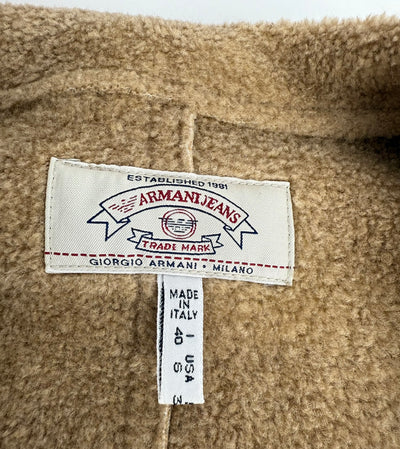 ESTABLISHED 1981
ARMANI JEANS
TRADE MARK
GIORGIO ARMANI • MILANO
MADE
IN
ITALY
I USA
40 6